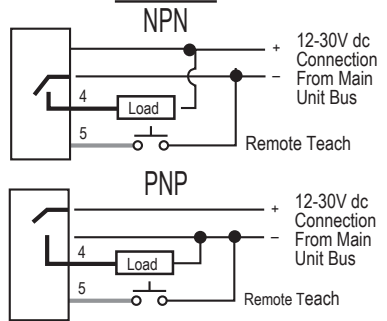 NPN
+
12-30V dc
Connection
From Main
Unit Bus
–
4
Load
5
Remote Teach
PNP
+
12-30V dc
Connection
From Main
Unit Bus
–
4
Load
5
Remote Teach